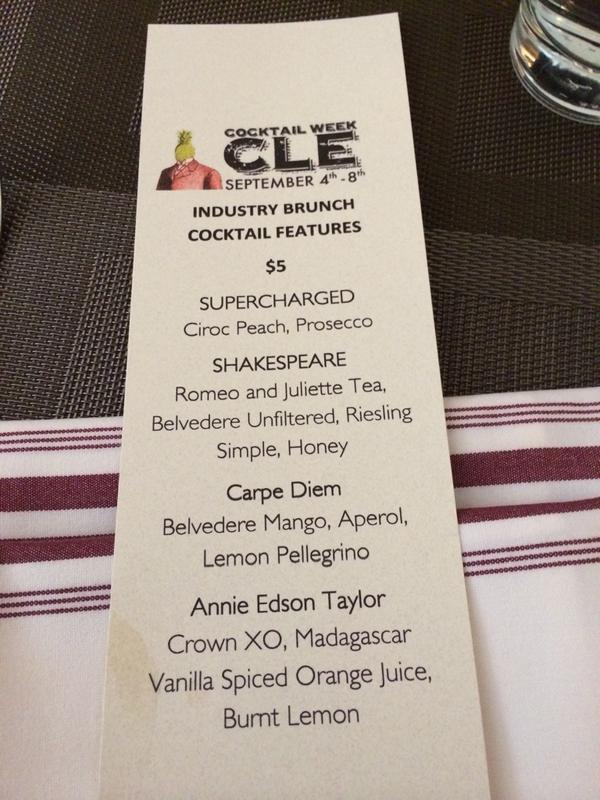 COCKTAIL WEEK
CLE
SEPTEMBER 4th - 8th
INDUSTRY BRUNCH
COCKTAIL FEATURES
$5
SUPERCHARGED
Ciroc Peach, Prosecco
SHAKESPEARE
Romeo and Juliette Tea,
Belvedere Unfiltered, Riesling
Simple, Honey
Carpe Diem
Belvedere Mango, Aperol,
Lemon Pellegrino
Annie Edson Taylor
Crown XO, Madagascar
Vanilla Spiced Orange Juice,
Burnt Lemon